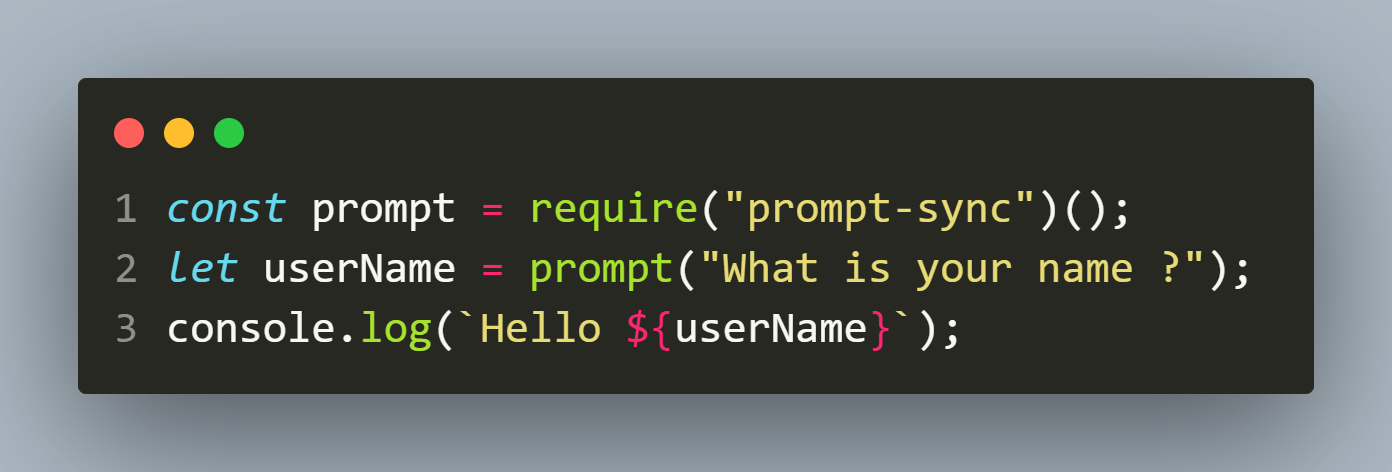 1 const prompt = require("prompt-sync")();
2 let userName = prompt("What is your name ?");
3 console.log(`Hello ${userName}`);